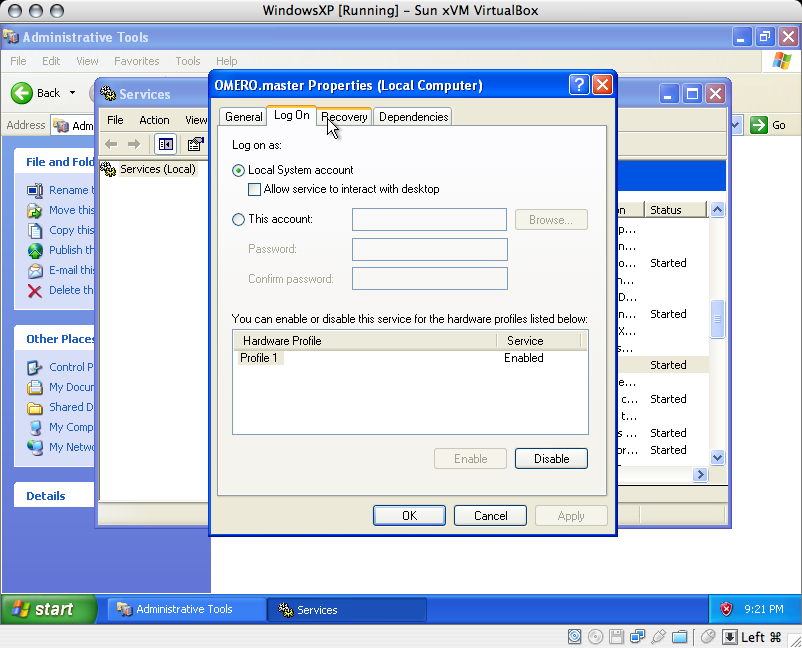 WindowsXP [Running] – Sun xVM VirtualBox
Administrative Tools
File Edit View Favorites Tools Help
Back
Address Adm Go
File and Fold
Rename t
Move this
Copy this
Publish th
E-mail this
Delete thi
Other Places
Control P
My Docum
Shared D
My Comp
My Netwo
Details
Services
File Action View
Services (Local)
OMERO.master Properties (Local Computer)
General Log On Recovery Dependencies
Log on as:
Local System account
Allow service to interact with desktop
This account: Browse...
Password:
Confirm password:
You can enable or disable this service for the hardware profiles listed below:
Hardware Profile Service
Profile 1 Enabled
Enable Disable
OK Cancel Apply
on Status
p...
o... Started
n...
D...
n... Started
X...
s...
Started
e...
c... Started
t...
s ... Started
or... Started
start Administrative Tools Services 9:21 PM
Left ⌘